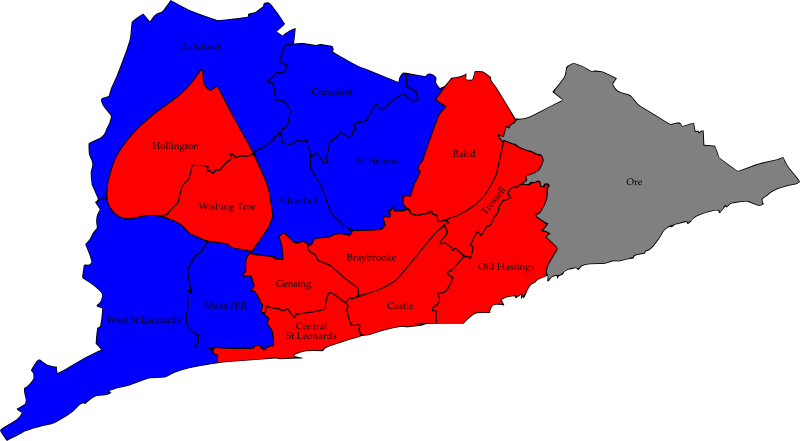 Ashdown
Conquest
Hollington
St Helens
Baird
Ore
Wishing Tree
Silverhill
Tressell
Braybrooke
Old Hastings
Gensing
Maze Hill
Castle
West St Leonards
Central
St Leonards